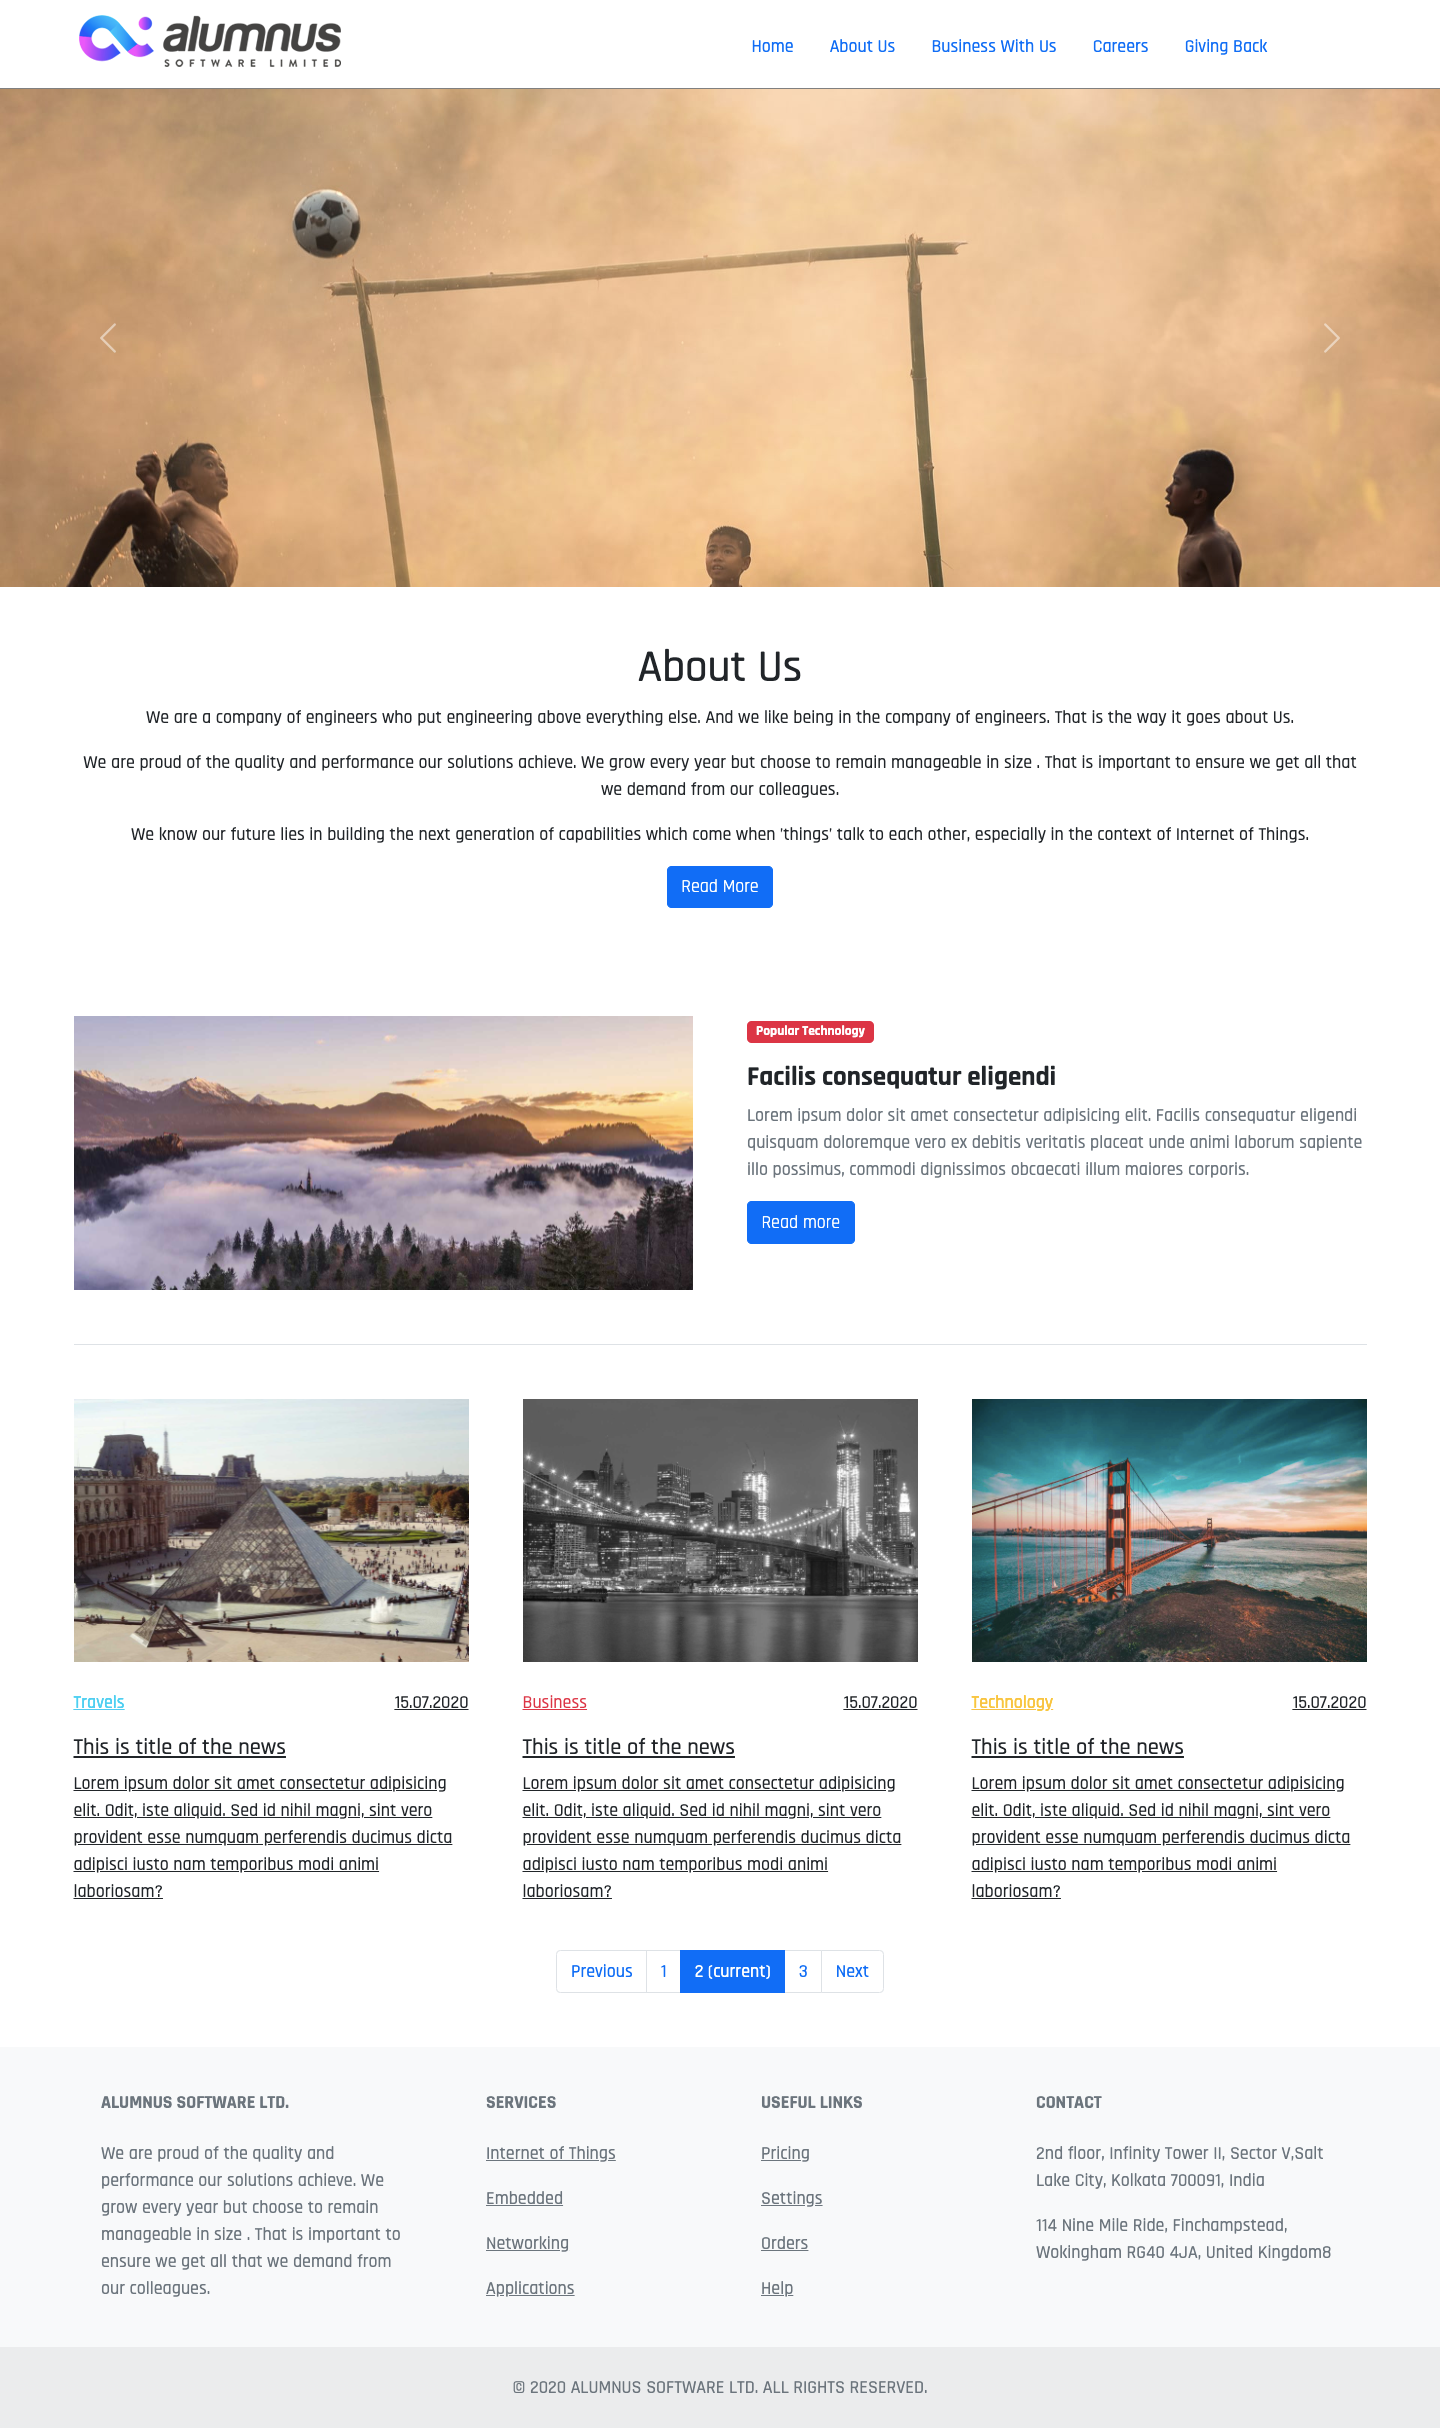 alumnus
SOFTWARE LIMITED
Home About Us Business With Us Careers Giving Back
About Us
We are a company of engineers who put engineering above everything else. And we like being in the company of engineers. That is the way it goes about Us.
We are proud of the quality and performance our solutions achieve. We grow every year but choose to remain manageable in size . That is important to ensure we get all that
we demand from our colleagues.
We know our future lies in building the next generation of capabilities which come when 'things' talk to each other, especially in the context of Internet of Things.
Read More
Popular Technology
Facilis consequatur eligendi
Lorem ipsum dolor sit amet consectetur adipisicing elit. Facilis consequatur eligendi
quisquam doloremque vero ex debitis veritatis placeat unde animi laborum sapiente
illo possimus, commodi dignissimos obcaecati illum maiores corporis.
Read more
Travels 15.07.2020
This is title of the news
Lorem ipsum dolor sit amet consectetur adipisicing
elit. Odit, iste aliquid. Sed id nihil magni, sint vero
provident esse numquam perferendis ducimus dicta
adipisci iusto nam temporibus modi animi
laboriosam?
Business 15.07.2020
This is title of the news
Lorem ipsum dolor sit amet consectetur adipisicing
elit. Odit, iste aliquid. Sed id nihil magni, sint vero
provident esse numquam perferendis ducimus dicta
adipisci iusto nam temporibus modi animi
laboriosam?
Technology 15.07.2020
This is title of the news
Lorem ipsum dolor sit amet consectetur adipisicing
elit. Odit, iste aliquid. Sed id nihil magni, sint vero
provident esse numquam perferendis ducimus dicta
adipisci iusto nam temporibus modi animi
laboriosam?
Previous 1 2 (current) 3 Next
ALUMNUS SOFTWARE LTD.
We are proud of the quality and
performance our solutions achieve. We
grow every year but choose to remain
manageable in size . That is important to
ensure we get all that we demand from
our colleagues.
SERVICES
Internet of Things
Embedded
Networking
Applications
USEFUL LINKS
Pricing
Settings
Orders
Help
CONTACT
2nd floor, Infinity Tower II, Sector V,Salt
Lake City, Kolkata 700091, India
114 Nine Mile Ride, Finchampstead,
Wokingham RG40 4JA, United Kingdom8
© 2020 ALUMNUS SOFTWARE LTD. ALL RIGHTS RESERVED.